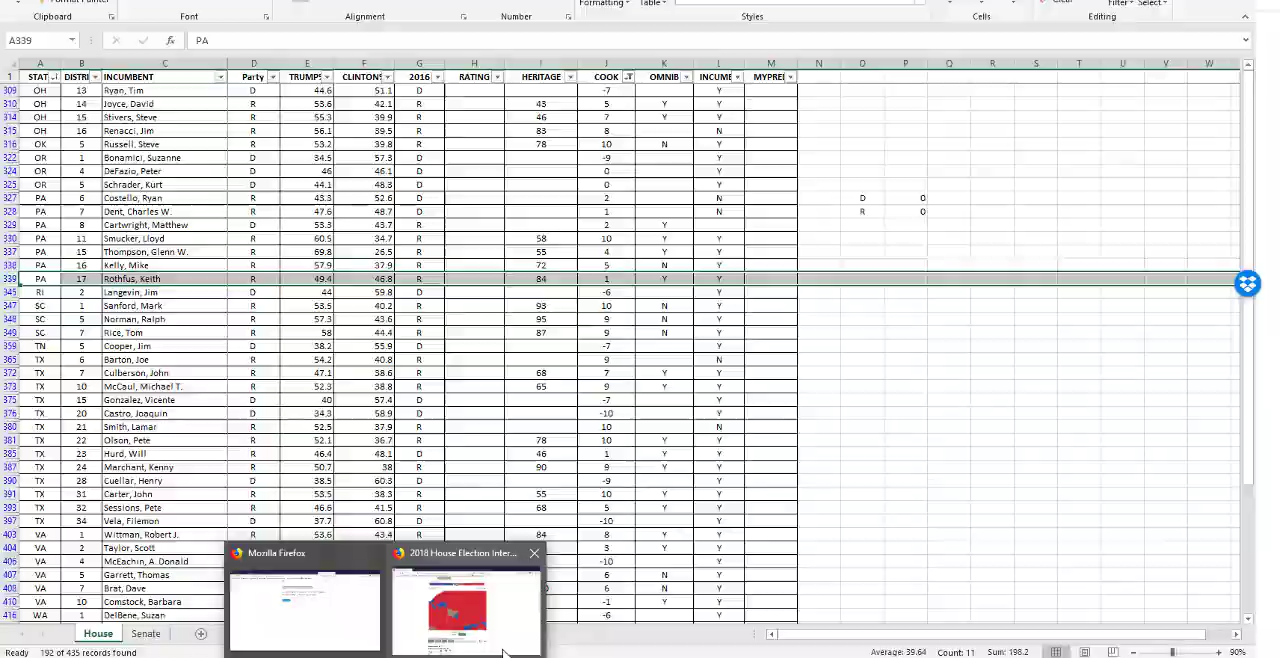 Format Painter
Formatting Table Clear Filter Select
Clipboard Font Alignment Number Styles Cells Editing
A339 fx PA
A B C D E F G H I J K L M N O P Q R S T U V W
1 STAT DISTRI INCUMBENT Party TRUMP% CLINTON% 2016 RATING HERITAGE COOK OMNIB INCUME MYPREI
309 OH 13 Ryan, Tim D 44.6 51.1 D -7 Y
310 OH 14 Joyce, David R 53.6 42.1 R 43 5 Y Y
314 OH 15 Stivers, Steve R 55.3 39.9 R 46 7 Y Y
315 OH 16 Renacci, Jim R 56.1 39.5 R 83 8 N
316 OK 5 Russell, Steve R 53.2 39.8 R 78 10 N Y
322 OR 1 Bonamici, Suzanne D 34.5 57.3 D -9 Y
324 OR 4 DeFazio, Peter D 46 46.1 D 0 Y
325 OR 5 Schrader, Kurt D 44.1 48.3 D 0 Y
327 PA 6 Costello, Ryan R 43.3 52.6 D 2 N D 0
328 PA 7 Dent, Charles W. R 47.6 48.7 D 1 N R 0
329 PA 8 Cartwright, Matthew D 53.3 43.7 R 2 Y
330 PA 11 Smucker, Lloyd R 60.5 34.7 R 58 10 Y Y
337 PA 15 Thompson, Glenn W. R 69.8 26.5 R 55 4 Y Y
338 PA 16 Kelly, Mike R 57.9 37.9 R 72 5 N Y
339 PA 17 Rothfus, Keith R 49.4 46.8 R 84 1 Y Y
345 RI 2 Langevin, Jim D 44 59.8 D -6 Y
347 SC 1 Sanford, Mark R 53.5 40.2 R 93 10 N Y
348 SC 5 Norman, Ralph R 57.3 43.6 R 95 9 N Y
349 SC 7 Rice, Tom R 58 44.4 R 87 9 N Y
359 TN 5 Cooper, Jim D 38.2 55.9 D -7 Y
365 TX 6 Barton, Joe R 54.2 40.8 R 9 N
372 TX 7 Culberson, John R 47.1 38.6 R 68 7 Y Y
373 TX 10 McCaul, Michael T. R 52.3 38.8 R 65 9 Y Y
375 TX 15 Gonzalez, Vicente D 40 57.4 D -7 Y
376 TX 20 Castro, Joaquin D 34.3 58.9 D -10 Y
380 TX 21 Smith, Lamar R 52.5 37.9 R 10 N
381 TX 22 Olson, Pete R 52.1 36.7 R 78 10 Y Y
385 TX 23 Hurd, Will R 46.4 48.1 R 46 1 Y Y
387 TX 24 Marchant, Kenny R 50.7 38 R 90 9 Y Y
390 TX 28 Cuellar, Henry D 38.5 60.3 D -9 Y
391 TX 31 Carter, John R 53.5 38.3 R 55 10 Y Y
393 TX 32 Sessions, Pete R 46.6 41.5 R 68 5 Y Y
397 TX 34 Vela, Filemon D 37.7 60.8 D -10 Y
403 VA 1 Wittman, Robert J. R 53.6 43.4 R 84 8 Y Y
404 VA 2 Taylor, Scott 3 Y Y
406 VA 4 McEachin, A. Donald -10 Y
407 VA 5 Garrett, Thomas 6 N Y
408 VA 7 Brat, Dave 0 6 N Y
410 VA 10 Comstock, Barbara -1 Y Y
416 WA 1 DelBene, Suzan -6 Y
Mozilla Firefox 2018 House Election Inter...
House Senate
Ready 192 of 435 records found Average: 39.64 Count: 11 Sum: 198.2 90%